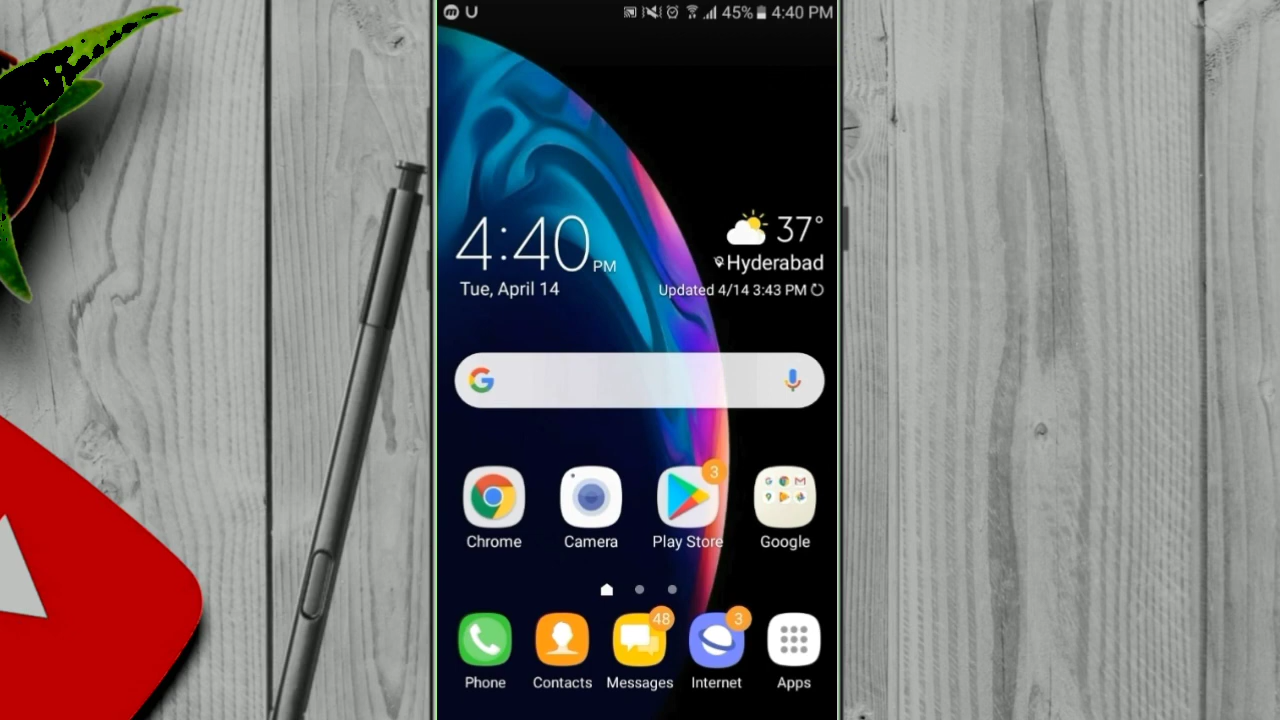 m U 45% 4:40 PM
4:40 PM
37°
Hyderabad
Tue, April 14
Updated 4/14 3:43 PM
3
Chrome Camera Play Store Google
48 3
Phone Contacts Messages Internet Apps